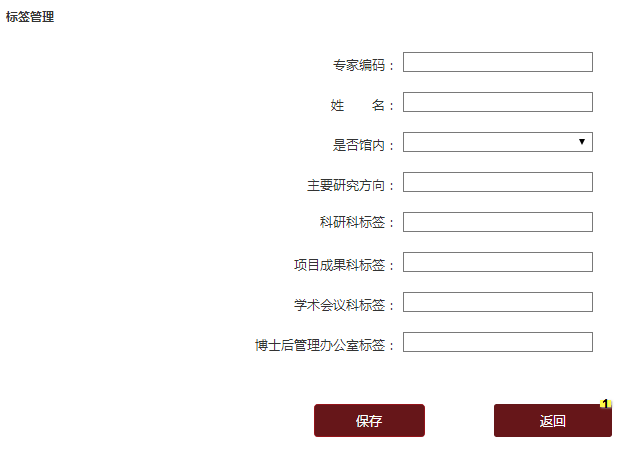 标签管理
专家编码：
姓 名：
是否馆内：
主要研究方向：
科研科标签：
项目成果科标签：
学术会议科标签：
博士后管理办公室标签：
保存 返回 1